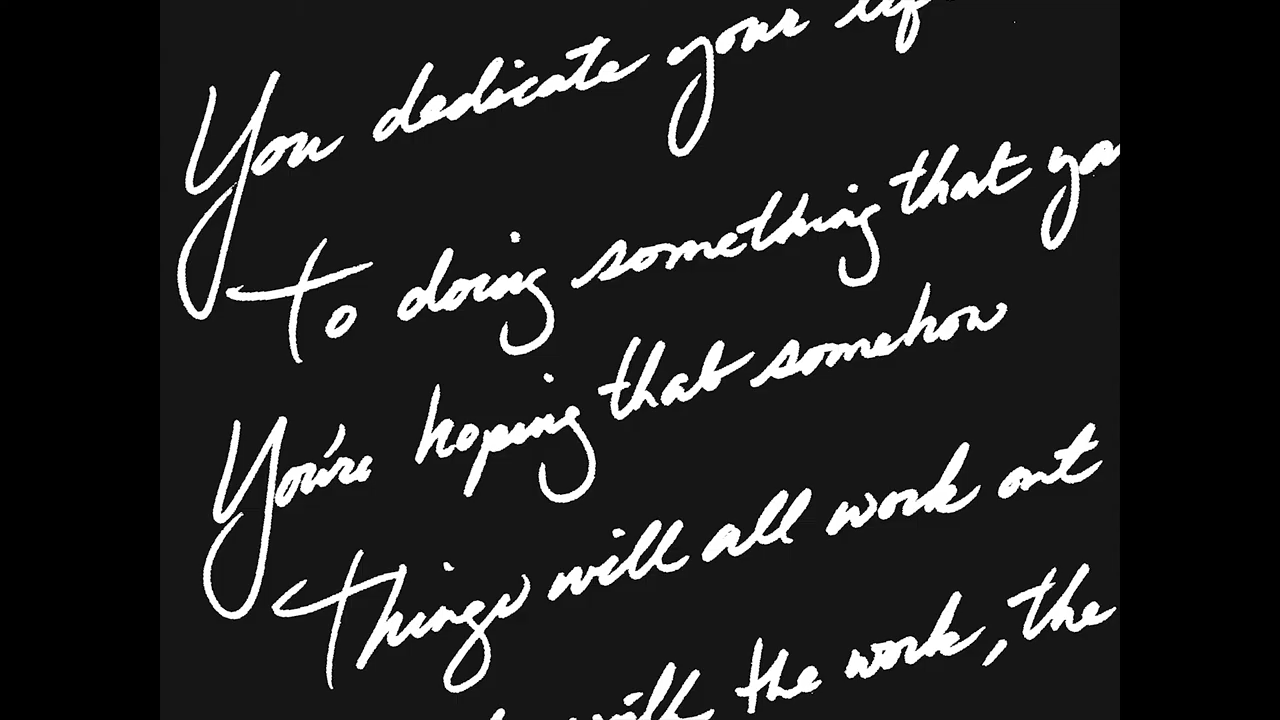 You dedicate your
to doing something that
You're hoping that somehow
Things will all work out
with the work, the